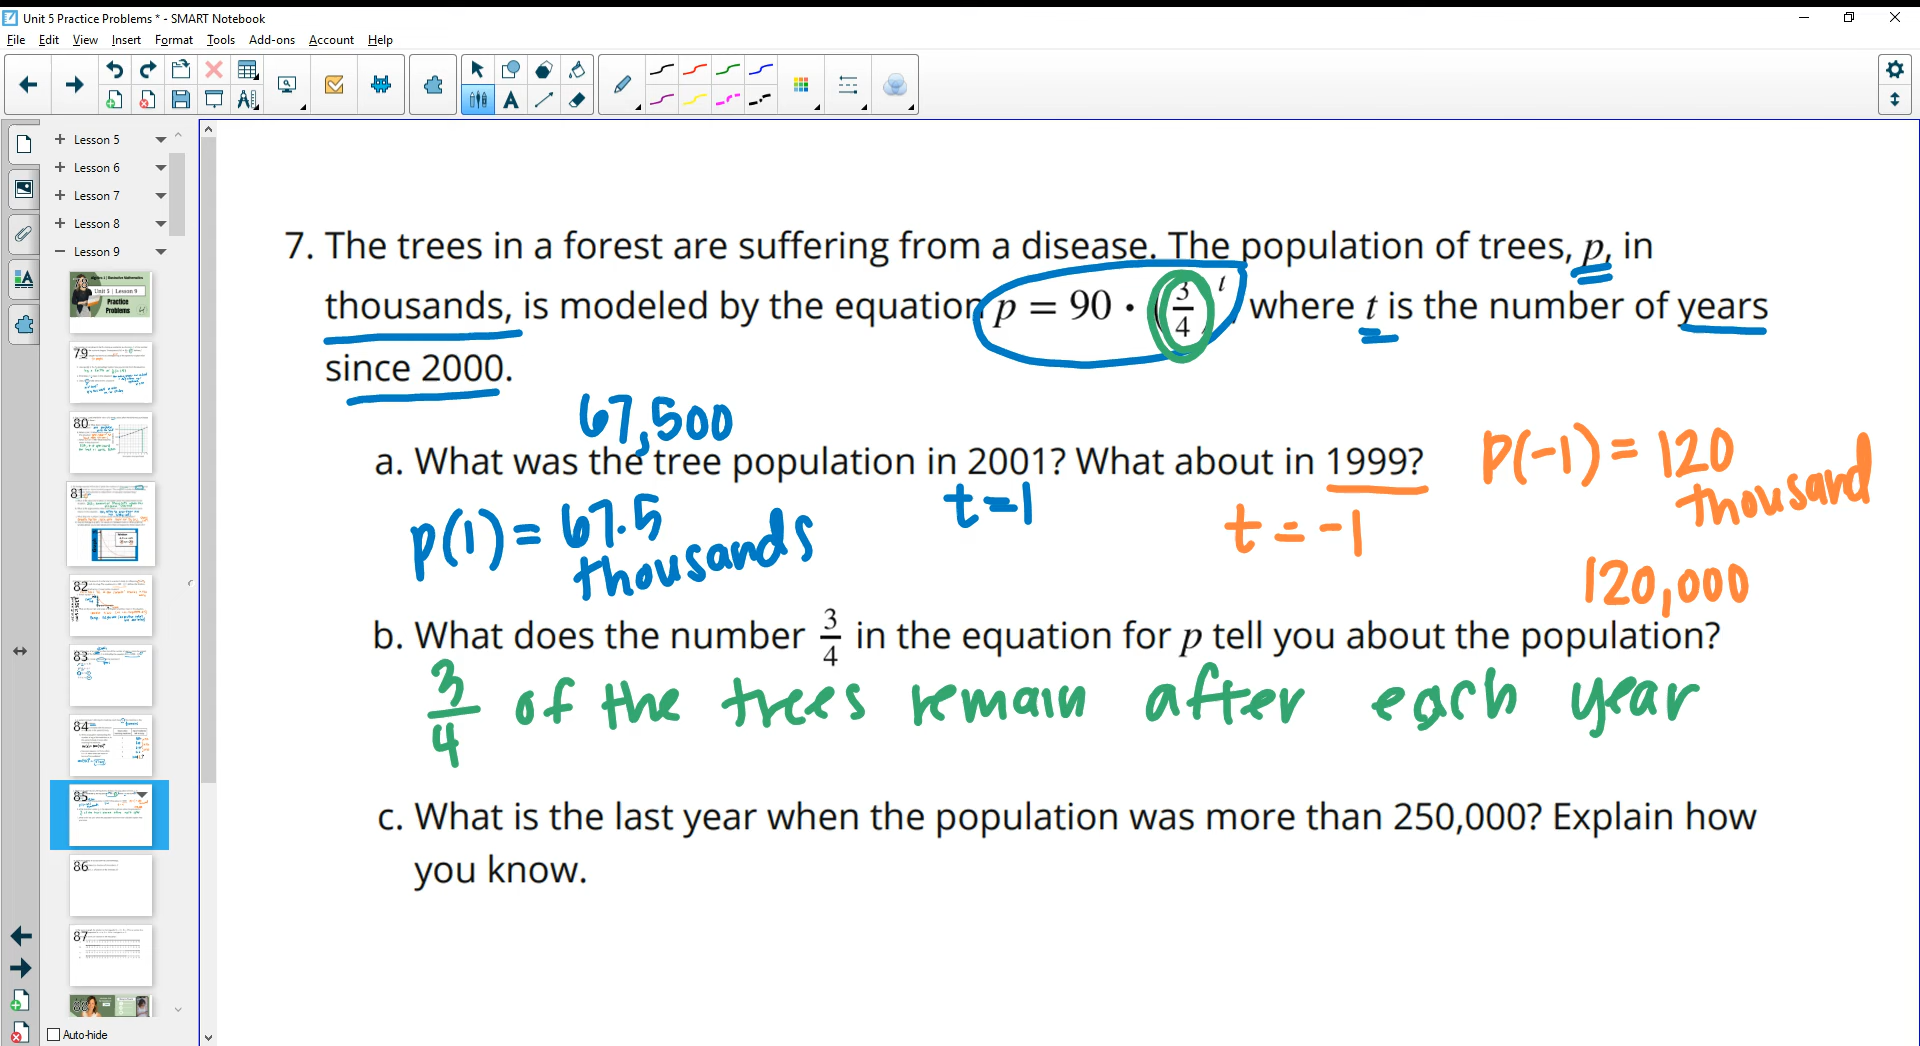 Unit 5 Practice Problems * - SMART Notebook
File Edit View Insert Format Tools Add-ons Account Help
Lesson 5
Lesson 6
Lesson 7
Lesson 8
Lesson 9
Unit 5 | Lesson 9
Practice
Problems
79
80
81
82
83
84
85
86
87
Auto-hide
7. The trees in a forest are suffering from a disease. The population of trees, p, in
thousands, is modeled by the equation p = 90 · (3/4)^t, where t is the number of years
since 2000.
67,500
a. What was the tree population in 2001? What about in 1999?
p(1) = 67.5
thousands
t=1
t = -1
p(-1) = 120
thousand
120,000
b. What does the number 3/4 in the equation for p tell you about the population?
3/4 of the trees remain after each year
c. What is the last year when the population was more than 250,000? Explain how
you know.